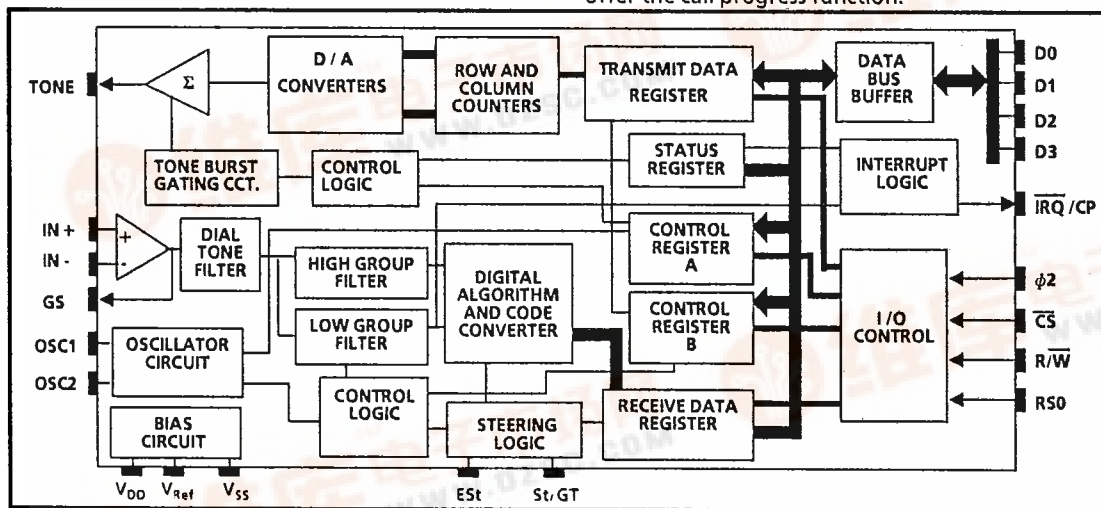 offer the call progress function.
TONE
Σ
D / A
CONVERTERS
ROW AND
COLUMN
COUNTERS
TRANSMIT DATA
REGISTER
DATA
BUS
BUFFER
D0
D1
D2
D3
TONE BURST
GATING CCT.
CONTROL
LOGIC
STATUS
REGISTER
INTERRUPT
LOGIC
IRQ /CP
IN +
IN -
GS
+
-
DIAL
TONE
FILTER
HIGH GROUP
FILTER
LOW GROUP
FILTER
DIGITAL
ALGORITHM
AND CODE
CONVERTER
CONTROL
REGISTER
A
CONTROL
REGISTER
B
I / O
CONTROL
ϕ2
CS
R/W
RS0
OSC1
OSC2
OSCILLATOR
CIRCUIT
CONTROL
LOGIC
STEERING
LOGIC
RECEIVE DATA
REGISTER
BIAS
CIRCUIT
VDD
VRef
VSS
ESt
St/GT